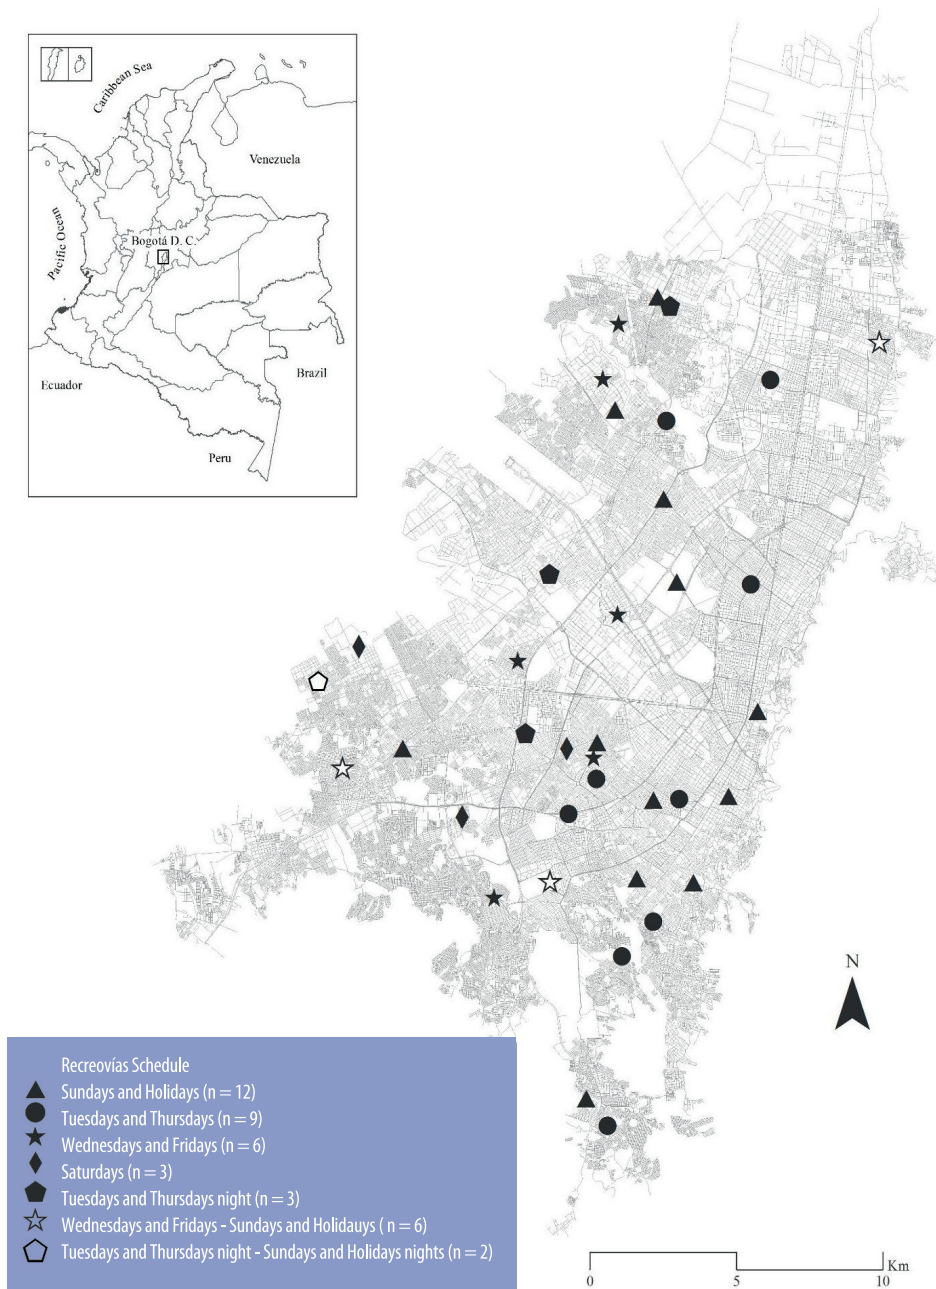 Caribbean Sea
Venezuela
Pacific Ocean
Bogotá D. C.
Brazil
Ecuador
Peru
N
Recreovías Schedule
Sundays and Holidays (n = 12)
Tuesdays and Thursdays (n = 9)
Wednesdays and Fridays (n = 6)
Saturdays (n = 3)
Tuesdays and Thursdays night (n = 3)
Wednesdays and Fridays - Sundays and Holidauys ( n = 6)
Tuesdays and Thursdays night - Sundays and Holidays nights (n = 2)
Km
0 5 10